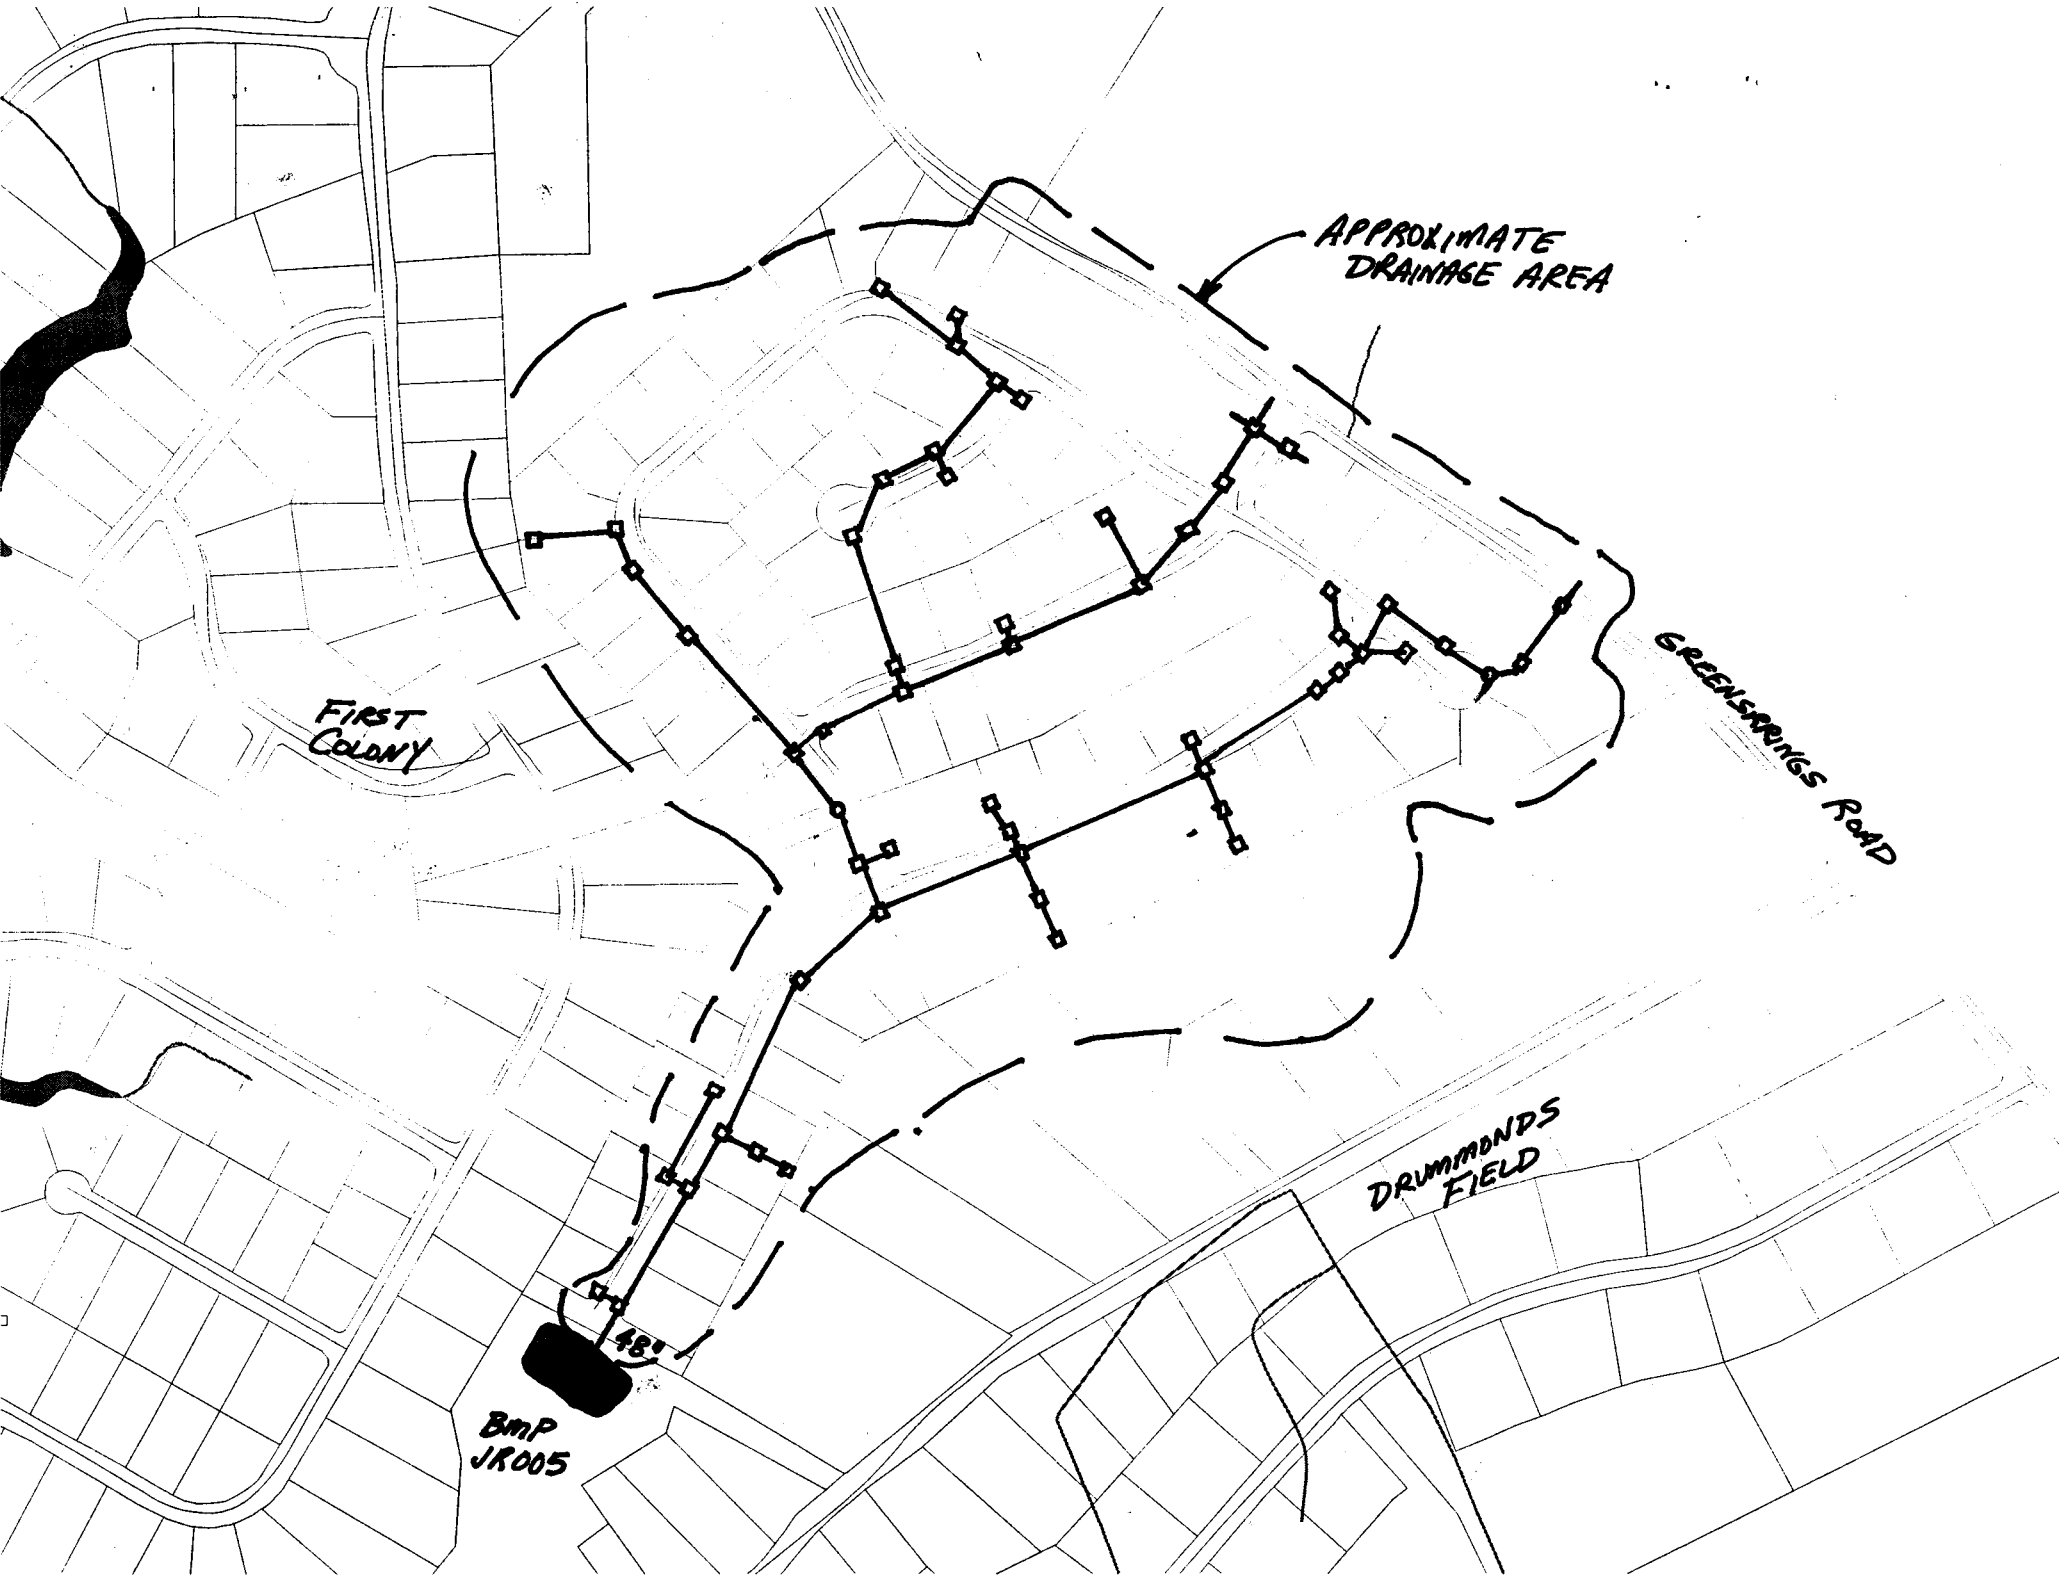 APPROXIMATE
DRAINAGE AREA
GREENSPRINGS ROAD
FIRST
COLONY
DRUMMONDS
FIELD
48"
BMP
JR005